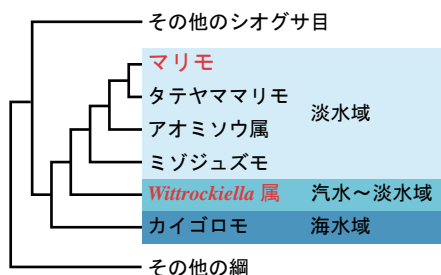 その他のシオグサ目
マリモ
タテヤママリモ
アオミソウ属
淡水域
ミゾジュズモ
Wittrockiella 属 汽水～淡水域
カイゴロモ 海水域
その他の綱